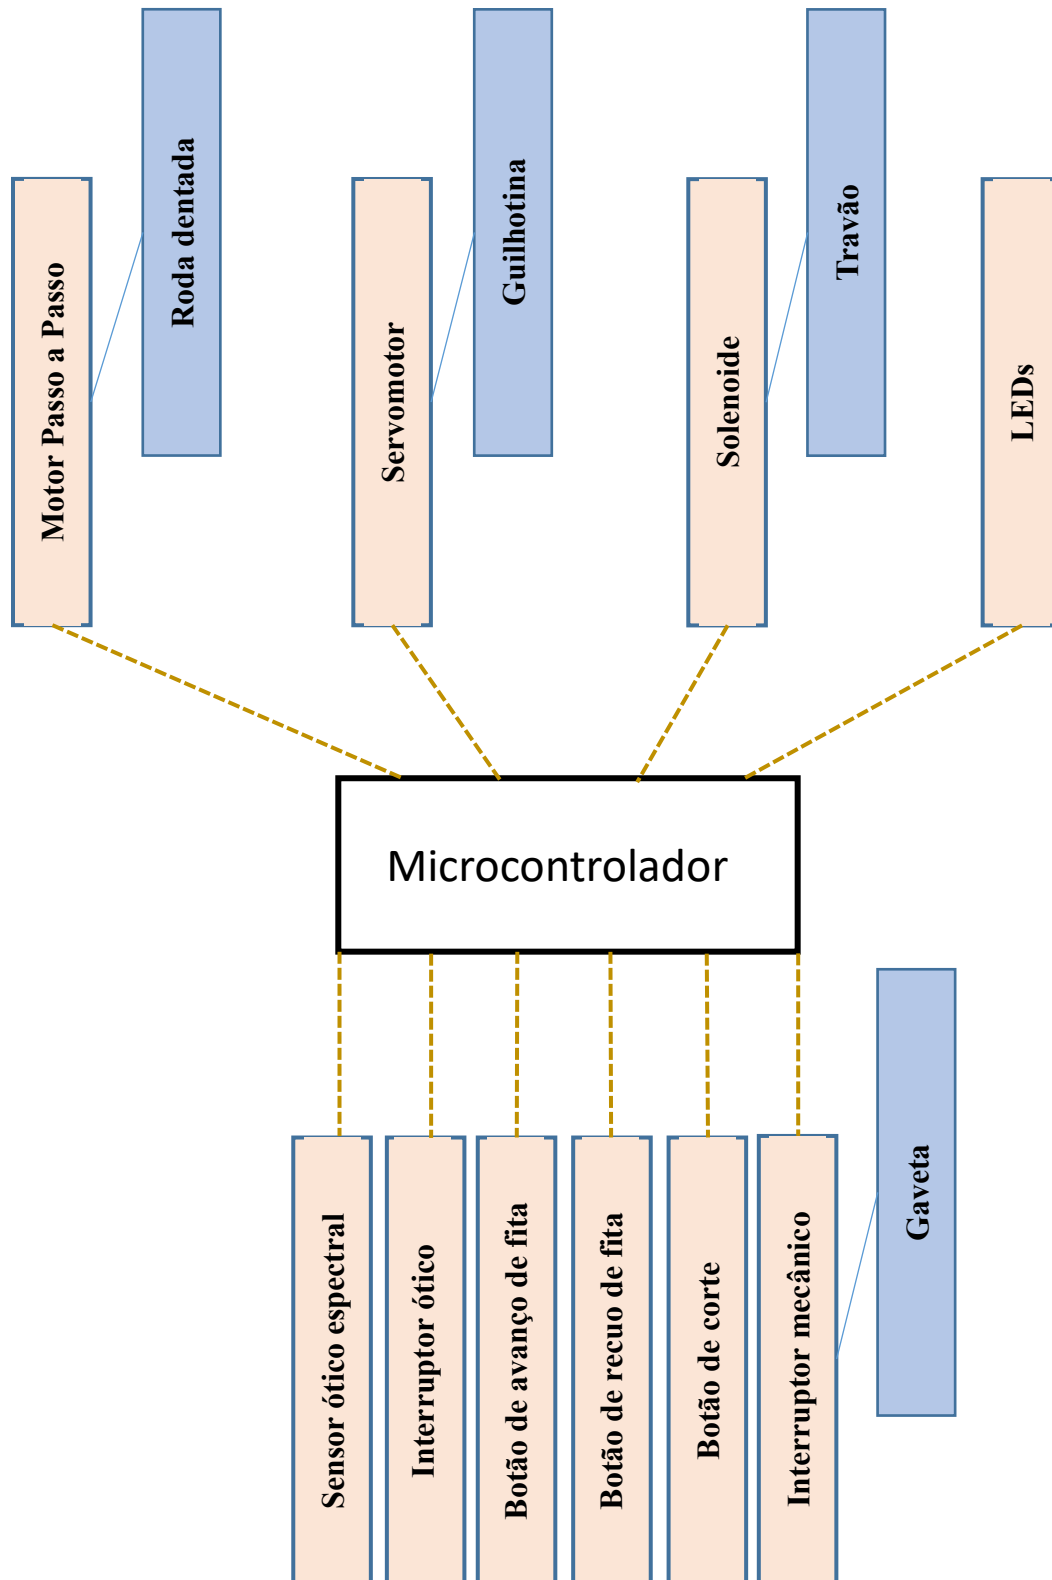 Motor Passo a Passo
Roda dentada
Servomotor
Guilhotina
Solenoide
Travão
LEDs
Microcontrolador
Sensor ótico espectral
Interruptor ótico
Botão de avanço de fita
Botão de recuo de fita
Botão de corte
Interruptor mecânico
Gaveta